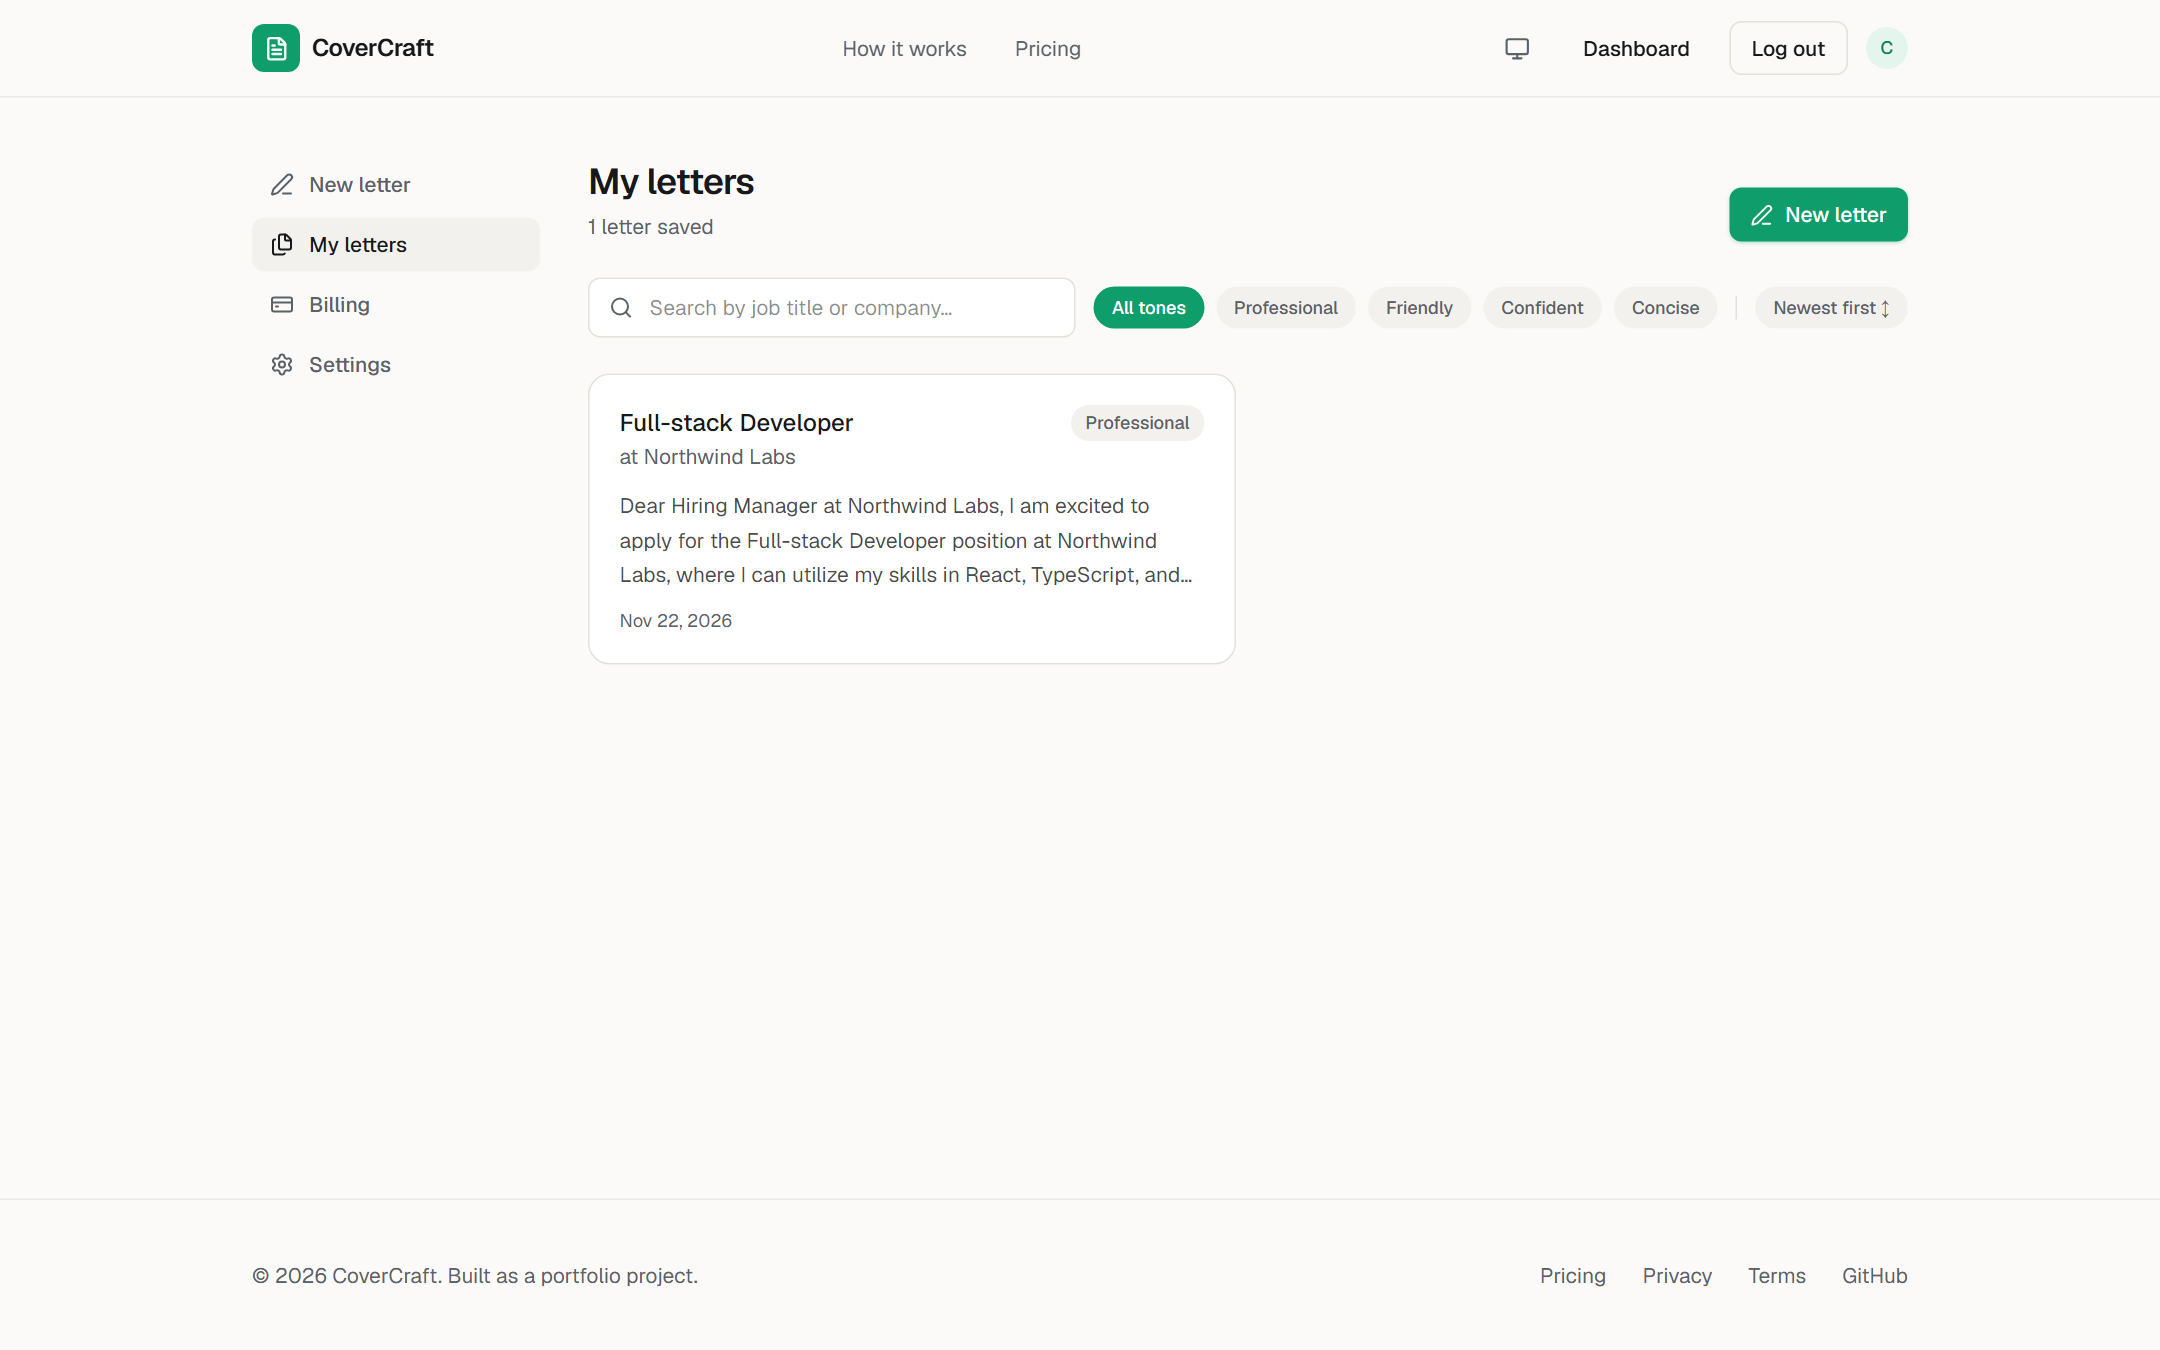 CoverCraft
How it works
Pricing
Dashboard
Log out
C
New letter
My letters
Billing
Settings
My letters
1 letter saved
New letter
Search by job title or company...
All tones
Professional
Friendly
Confident
Concise
Newest first ↕
Full-stack Developer
Professional
at Northwind Labs
Dear Hiring Manager at Northwind Labs, I am excited to
apply for the Full-stack Developer position at Northwind
Labs, where I can utilize my skills in React, TypeScript, and...
Nov 22, 2026
© 2026 CoverCraft. Built as a portfolio project.
Pricing
Privacy
Terms
GitHub